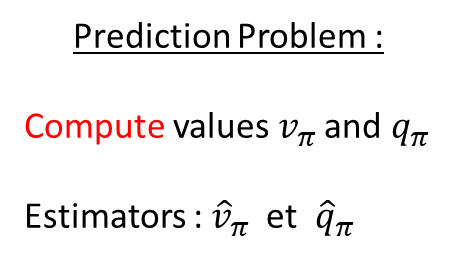 Prediction Problem :
Compute values 𝑣π and 𝑞π
Estimators : 𝑣̂π et 𝑞̂π